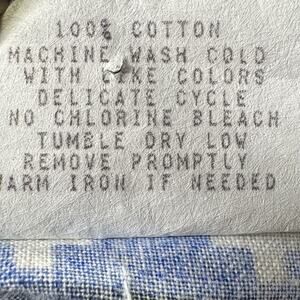 100% COTTON
MACHINE WASH COLD
WITH LIKE COLORS
DELICATE CYCLE
NO CHLORINE BLEACH
TUMBLE DRY LOW
REMOVE PROMPTLY
WARM IRON IF NEEDED